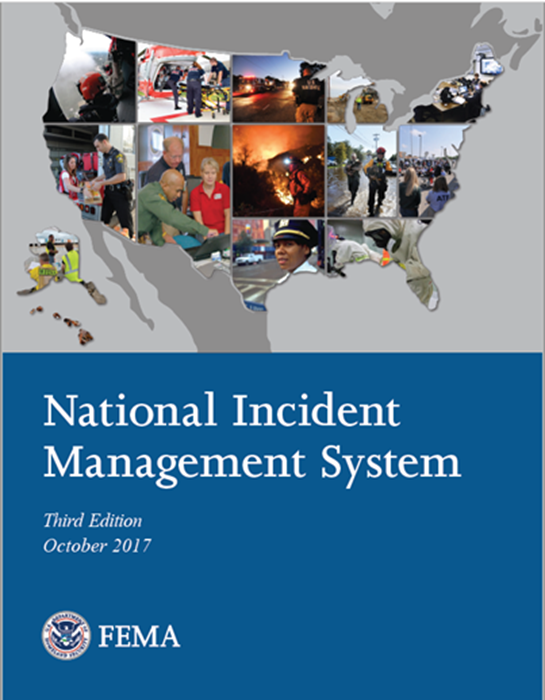 National Incident
Management System
Third Edition
October 2017
FEMA